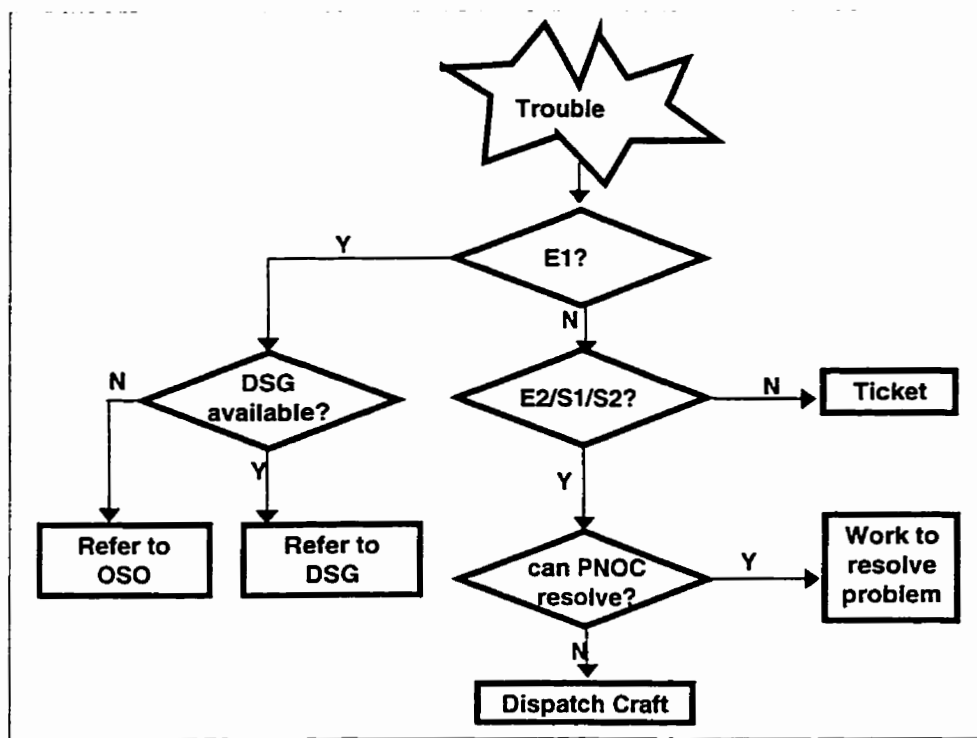 Trouble
E1?
Y
N
DSG
available?
N
Y
E2/S1/S2?
N
Ticket
Y
Refer to
OSO
Refer to
DSG
can PNOC
resolve?
Y
Work to
resolve
problem
N
Dispatch Craft